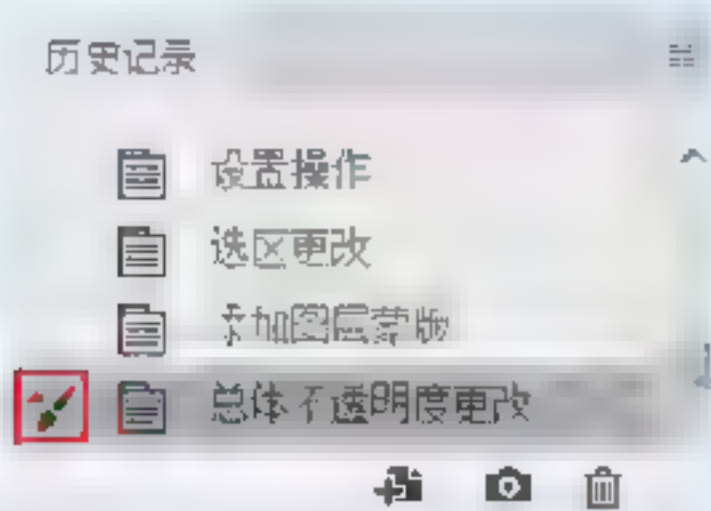 历史记录
设置操作
选区更改
添加图层蒙版
总体不透明度更改